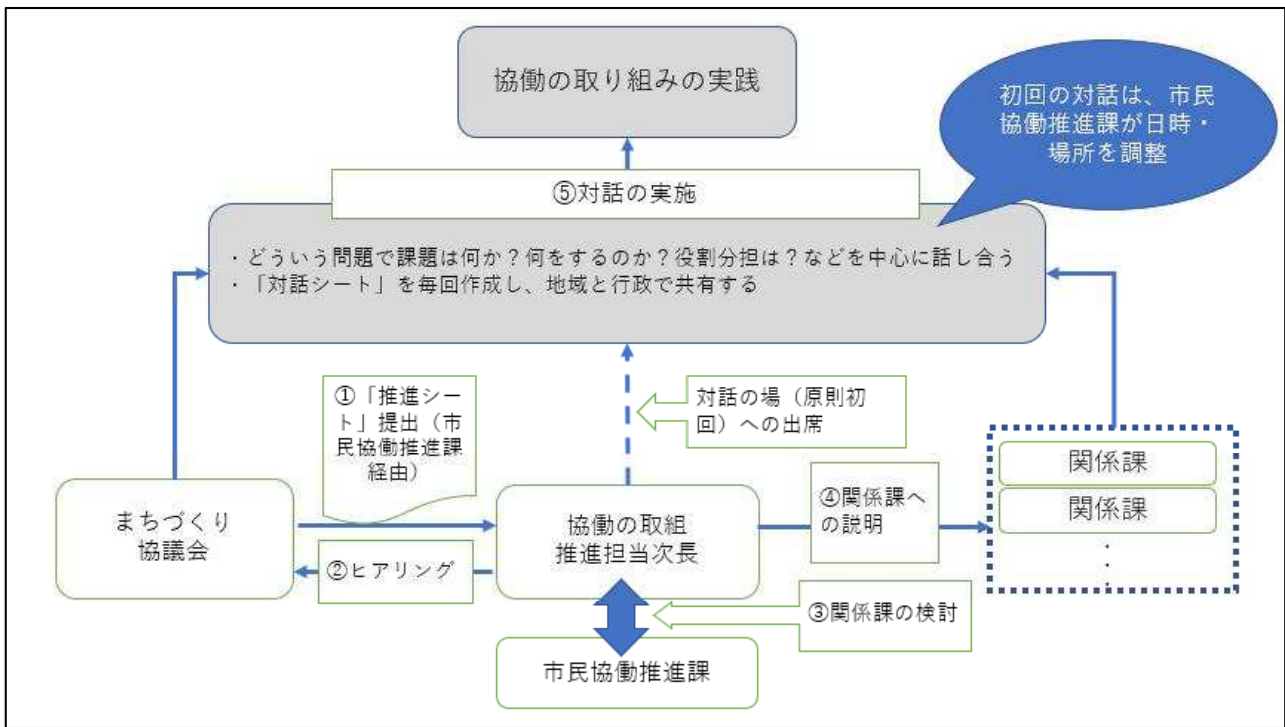 協働の取り組みの実践
初回の対話は、市民
協働推進課が日時・
場所を調整
⑤対話の実施
・どういう問題で課題は何か？何をするのか？役割分担は？などを中心に話し合う
・「対話シート」を毎回作成し、地域と行政で共有する
①「推進シー
ト」提出（市
民協働推進課
経由）
対話の場（原則初
回）への出席
まちづくり
協議会
②ヒアリング
協働の取組
推進担当次長
④関係課へ
の説明
関係課
関係課
・
・
・
③関係課の検討
市民協働推進課